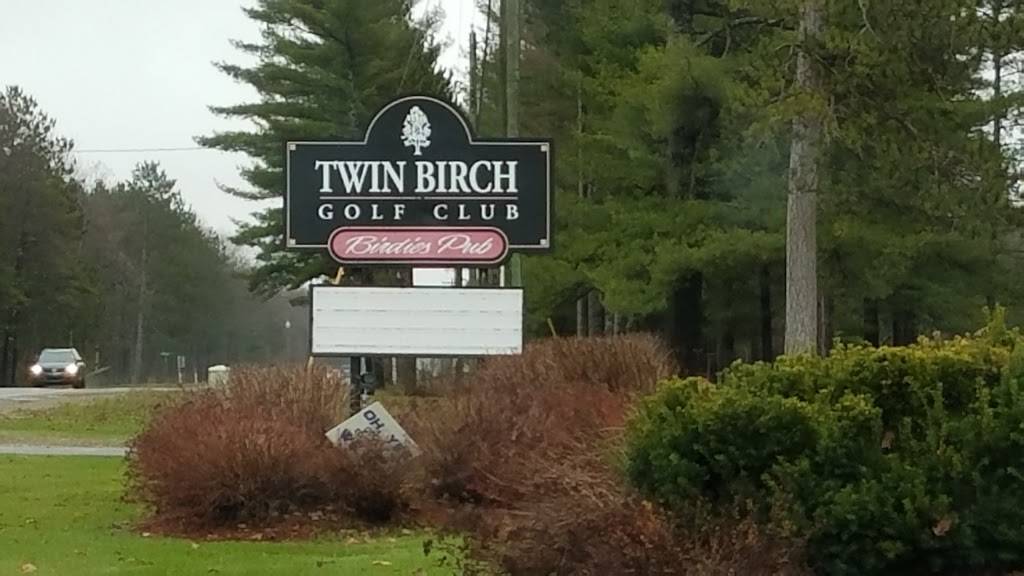 TWIN BIRCH
GOLF CLUB
Birdies Pub
OH, Y